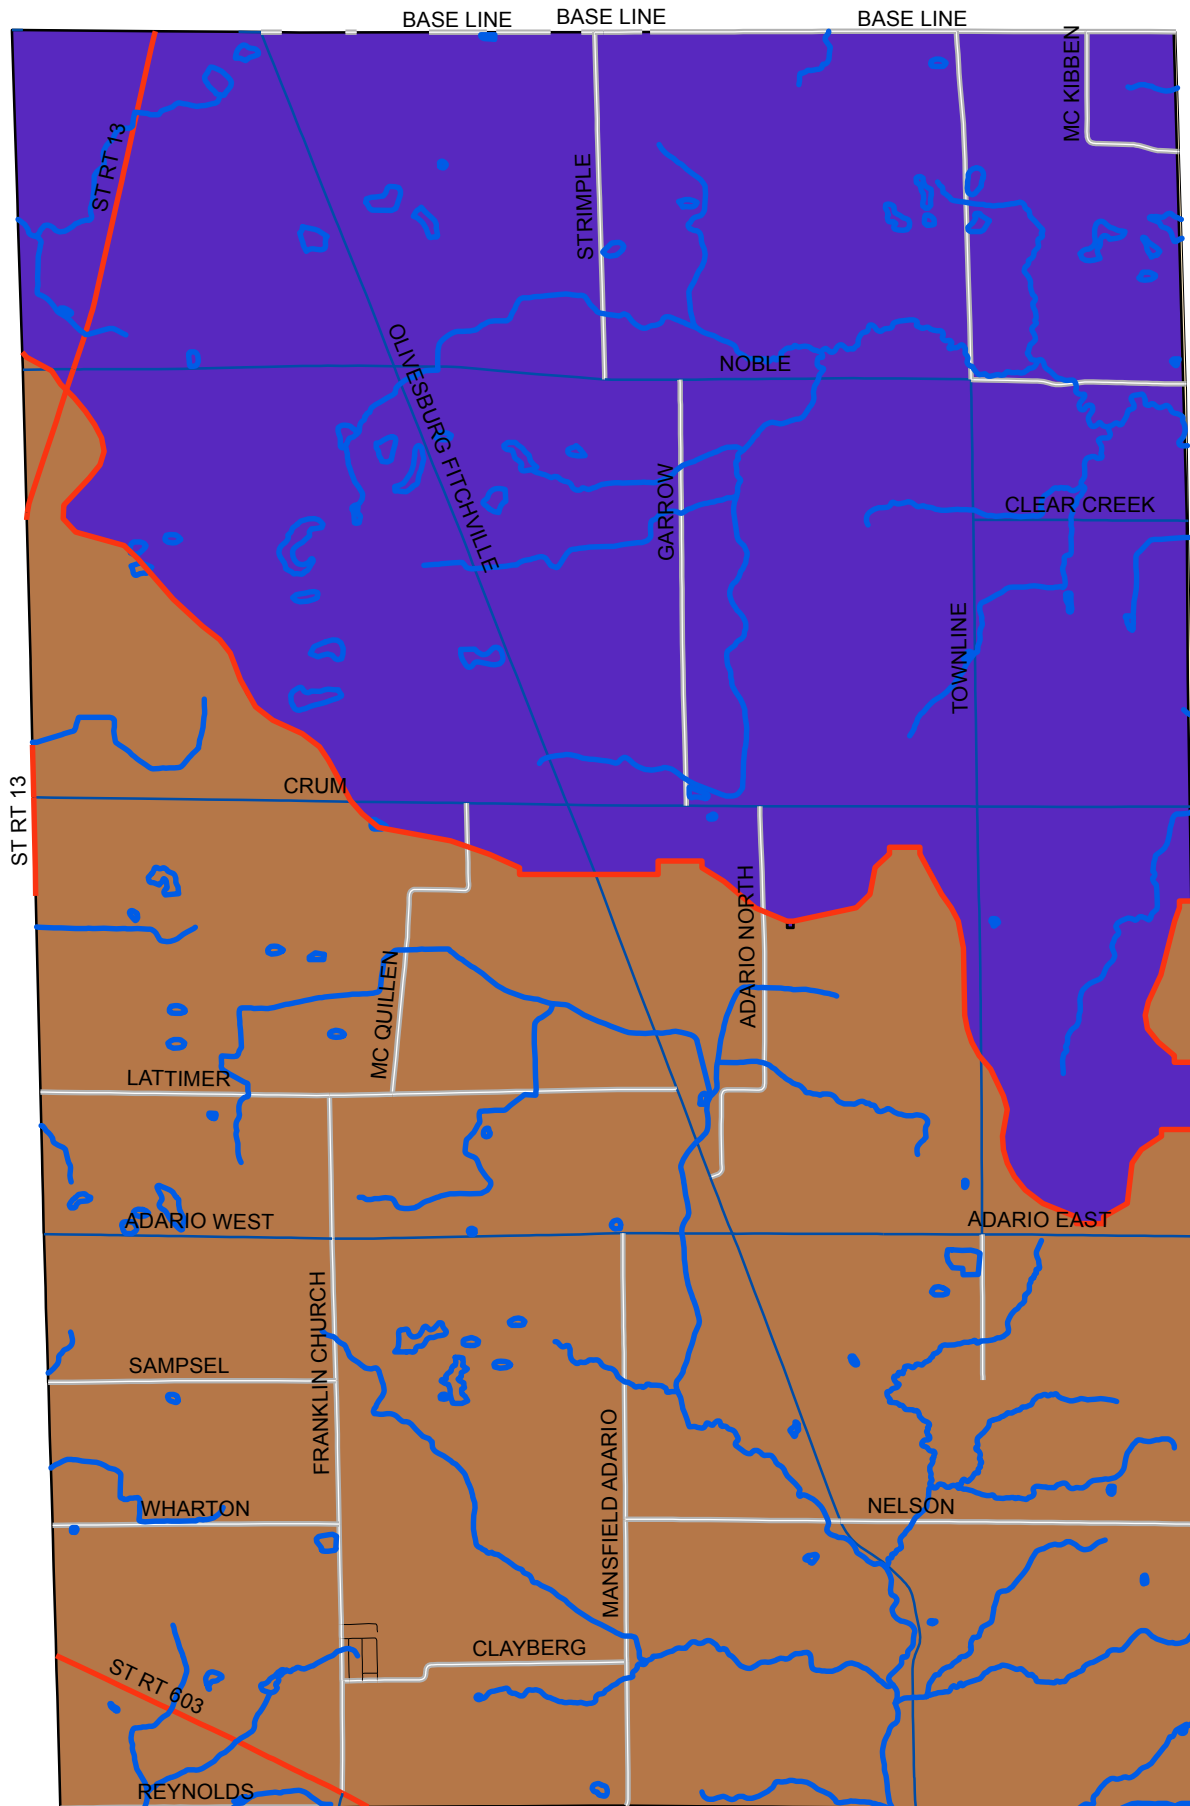 BASE LINE
BASE LINE
BASE LINE
MC KIBBEN
ST RT 13
STRIMPLE
OLIVESBURG FITCHVILLE
NOBLE
GARROW
CLEAR CREEK
TOWNLINE
ST RT 13
CRUM
ADARIO NORTH
MC QUILLEN
LATTIMER
ADARIO WEST
ADARIO EAST
FRANKLIN CHURCH
SAMPSEL
MANSFIELD ADARIO
WHARTON
NELSON
CLAYBERG
ST RT 603
REYNOLDS